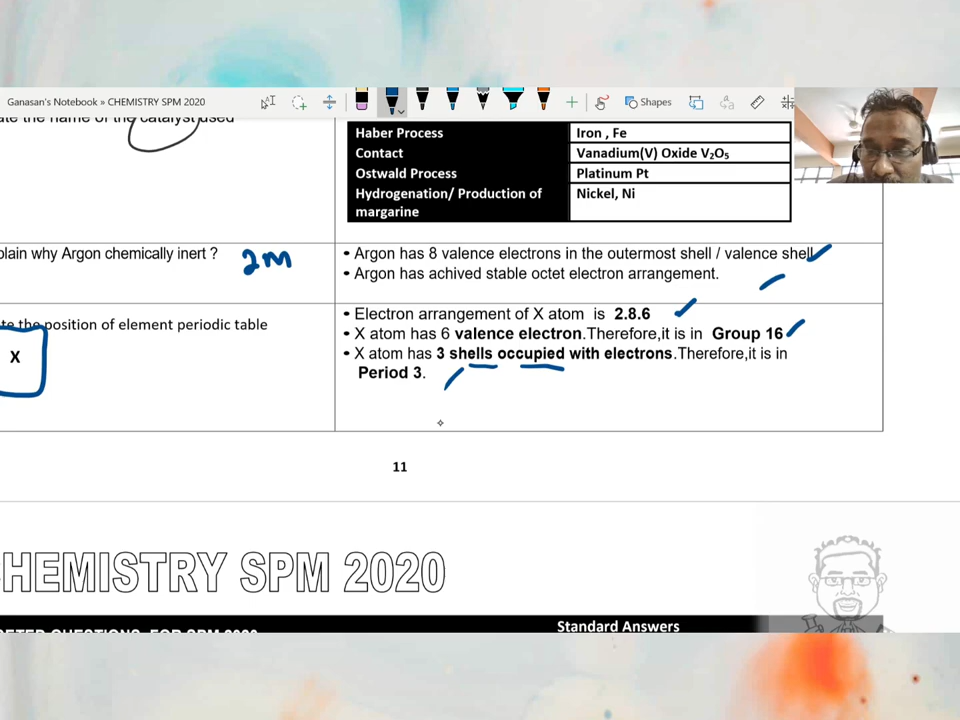 Ganasan's Notebook » CHEMISTRY SPM 2020
Shapes
the name of the catalyst used
Haber Process Iron , Fe
Contact Vanadium(V) Oxide V₂O₅
Ostwald Process Platinum Pt
Hydrogenation/ Production of Nickel, Ni
margarine
why Argon chemically inert ? 2M
• Argon has 8 valence electrons in the outermost shell / valence shell
• Argon has achived stable octet electron arrangement.
the position of element periodic table
X
• Electron arrangement of X atom is 2.8.6
• X atom has 6 valence electron.Therefore,it is in Group 16
• X atom has 3 shells occupied with electrons.Therefore,it is in
Period 3.
11
CHEMISTRY SPM 2020
QUESTIONS FOR SPM 2020
Standard Answers